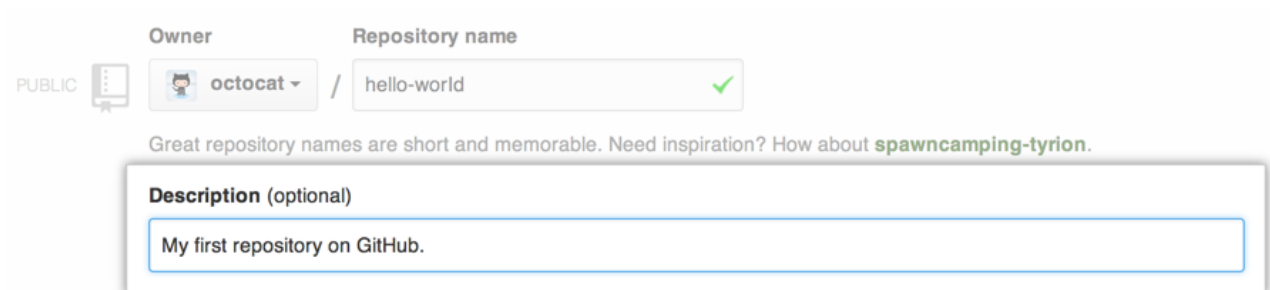 Owner Repository name
PUBLIC octocat / hello-world
Great repository names are short and memorable. Need inspiration? How about spawncamping-tyrion.
Description (optional)
My first repository on GitHub.